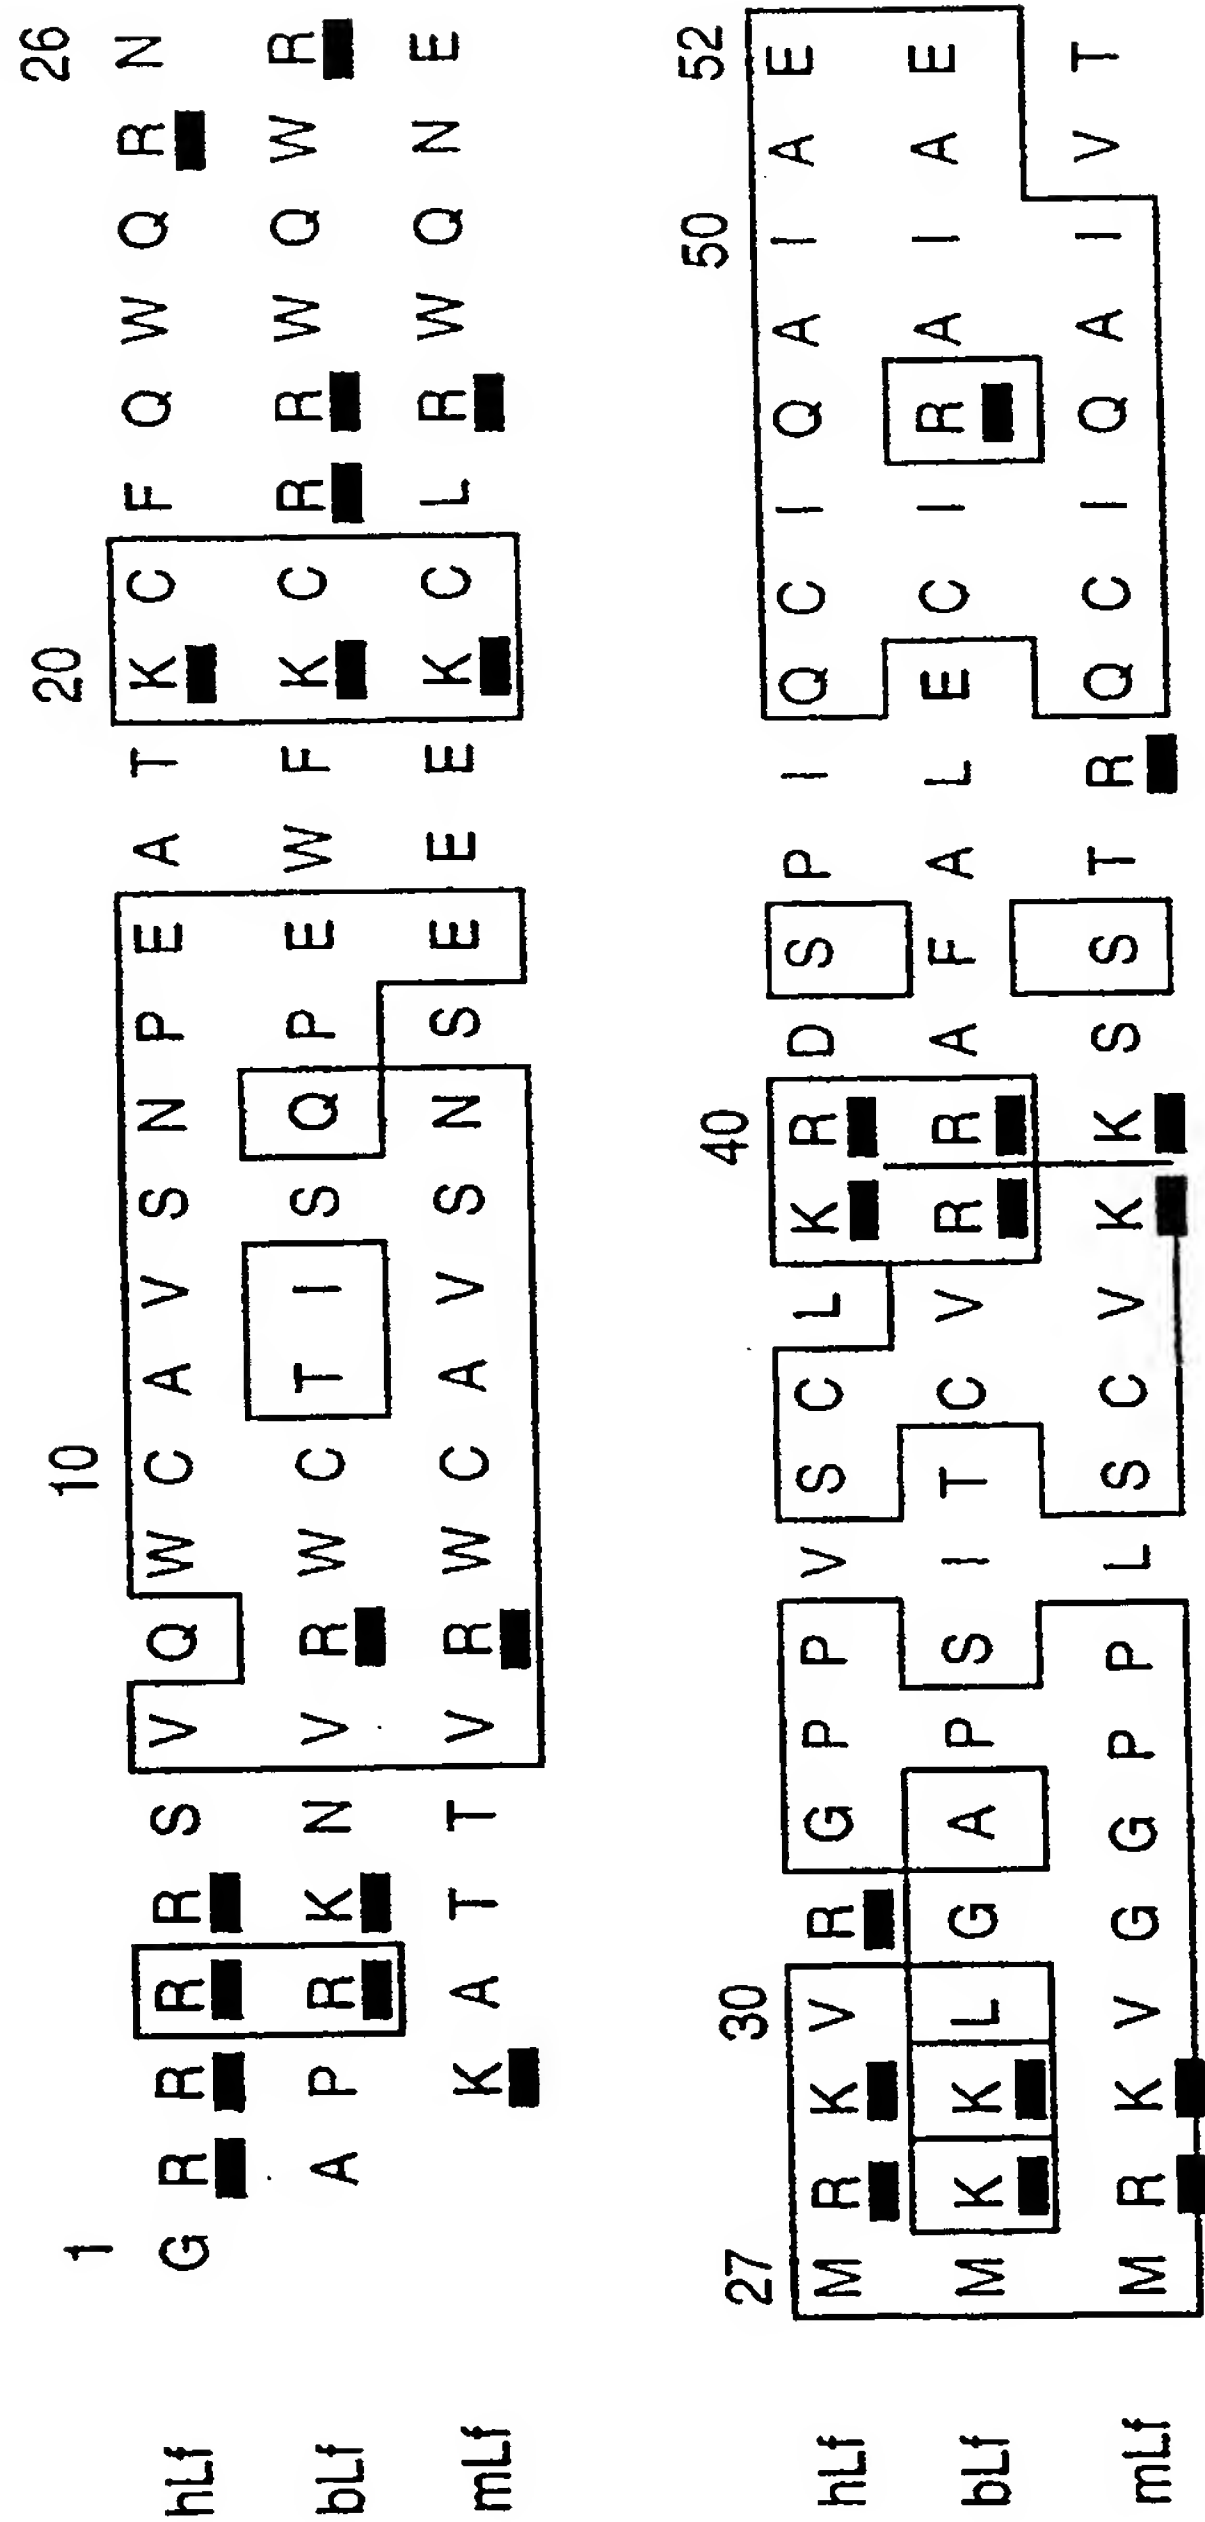 1 10 20 26
hLf G R R R R S V Q W C A V S N P E A T K C F Q W Q R N
bLf A P R K N V R W C T I S Q P E W F K C R R W Q W R
mLf K A T T V R W C A V S N S E E E K C L R W Q N E
27 30 40 50 52
hLf M R K V R G P P V S C L K R D S P I Q C I Q A I A E
bLf M K K L G A P S I T C V R R A F A L E C I R A I A E
mLf M R K V G G P P L S C V K K S S T R Q C I Q A I V T